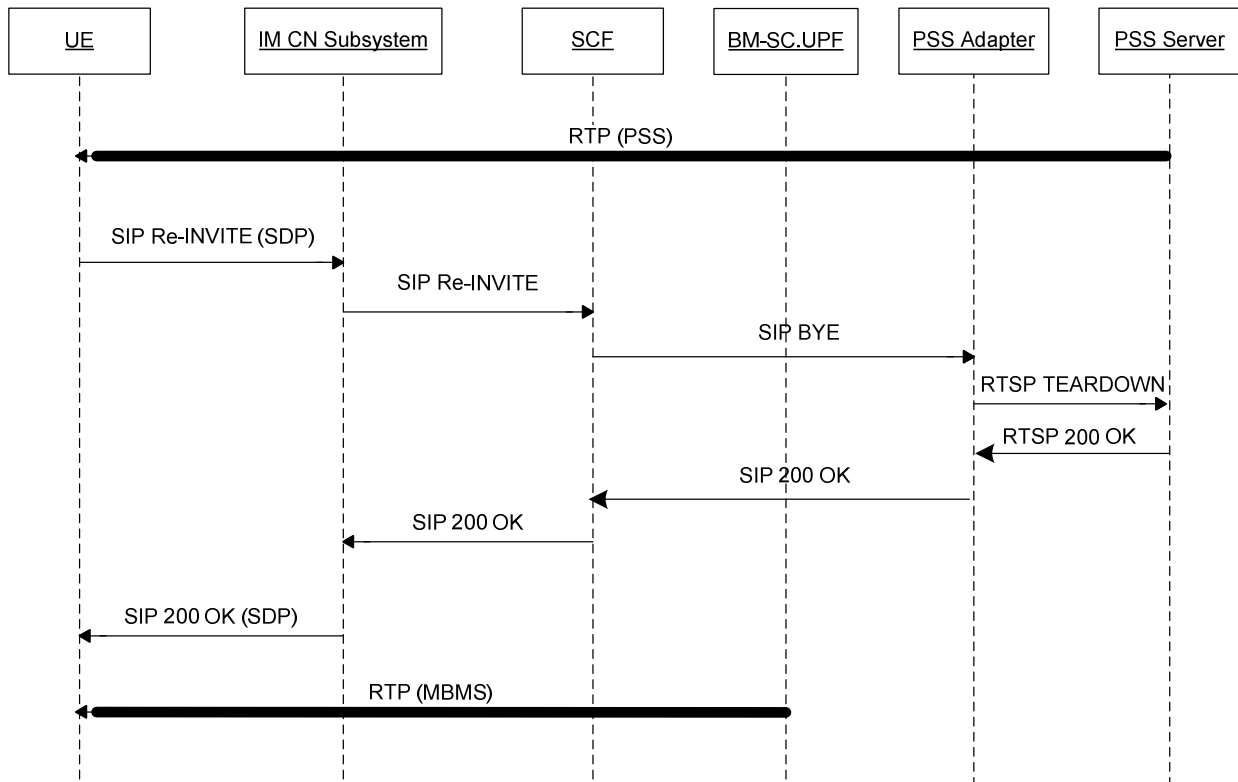 UE
IM CN Subsystem
SCF
BM-SC.UPF
PSS Adapter
PSS Server
RTP (PSS)
SIP Re-INVITE (SDP)
SIP Re-INVITE
SIP BYE
RTSP TEARDOWN
RTSP 200 OK
SIP 200 OK
SIP 200 OK
SIP 200 OK (SDP)
RTP (MBMS)